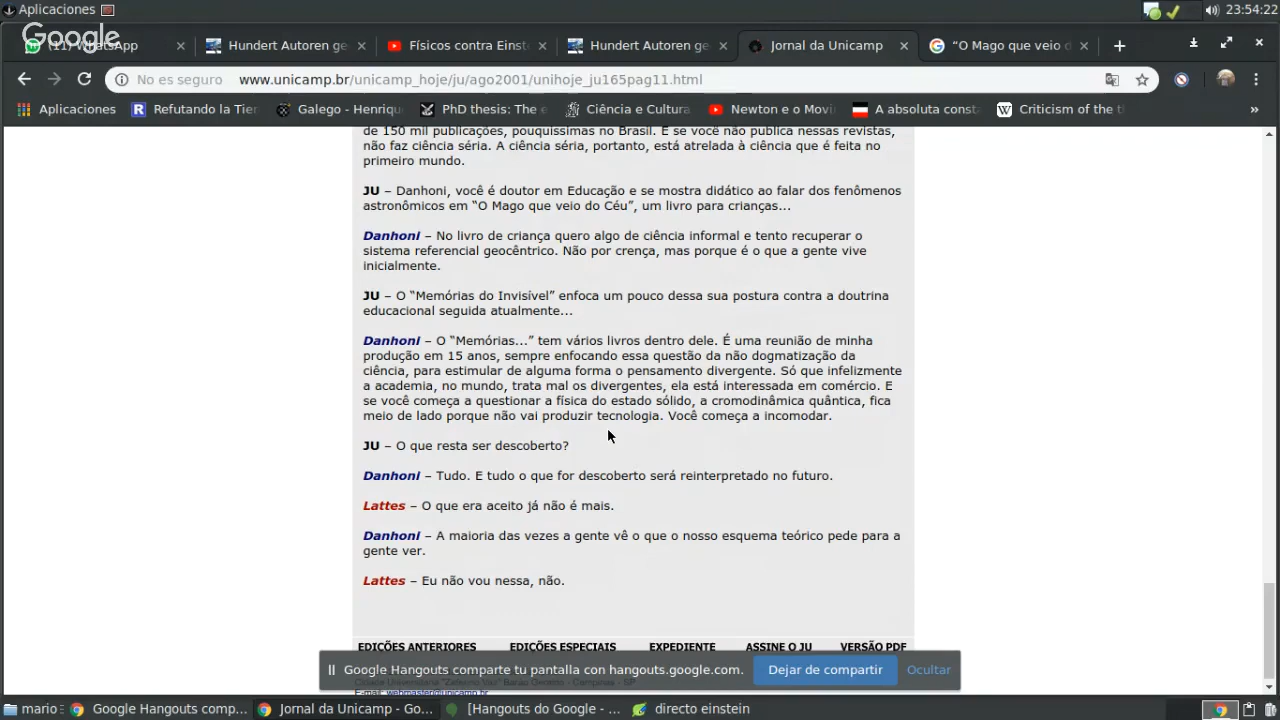 Aplicaciones
23:54:22
Google
(11) WhatsApp
Hundert Autoren ge
Físicos contra Einst
Hundert Autoren ge
Jornal da Unicamp
“O Mago que veio d
No es seguro
www.unicamp.br/unicamp_hoje/ju/ago2001/unihoje_ju165pag11.html
Aplicaciones
Refutando la Tier
Galego - Henriqu
PhD thesis: The e
Ciência e Cultura
Newton e o Movi
A absoluta const
Criticism of the t
»
de 150 mil publicações, pouquíssimas no Brasil. E se você não publica nessas revistas,
não faz ciência séria. A ciência séria, portanto, está atrelada à ciência que é feita no
primeiro mundo.
JU – Danhoni, você é doutor em Educação e se mostra didático ao falar dos fenômenos
astronômicos em “O Mago que veio do Céu”, um livro para crianças...
Danhoni – No livro de criança quero algo de ciência informal e tento recuperar o
sistema referencial geocêntrico. Não por crença, mas porque é o que a gente vive
inicialmente.
JU – O “Memórias do Invisível” enfoca um pouco dessa sua postura contra a doutrina
educacional seguida atualmente...
Danhoni – O “Memórias...” tem vários livros dentro dele. É uma reunião de minha
produção em 15 anos, sempre enfocando essa questão da não dogmatização da
ciência, para estimular de alguma forma o pensamento divergente. Só que infelizmente
a academia, no mundo, trata mal os divergentes, ela está interessada em comércio. E
se você começa a questionar a física do estado sólido, a cromodinâmica quântica, fica
meio de lado porque não vai produzir tecnologia. Você começa a incomodar.
JU – O que resta ser descoberto?
Danhoni – Tudo. E tudo o que for descoberto será reinterpretado no futuro.
Lattes – O que era aceito já não é mais.
Danhoni – A maioria das vezes a gente vê o que o nosso esquema teórico pede para a
gente ver.
Lattes – Eu não vou nessa, não.
EDIÇÕES ANTERIORES EDIÇÕES ESPECIAIS EXPEDIENTE ASSINE O JU VERSÃO PDF
Google Hangouts comparte tu pantalla con hangouts.google.com.
Dejar de compartir
Ocultar
E-mail: webmaster@unicamp.br
mario
Google Hangouts comp...
Jornal da Unicamp - Go...
[Hangouts do Google - ...
directo einstein